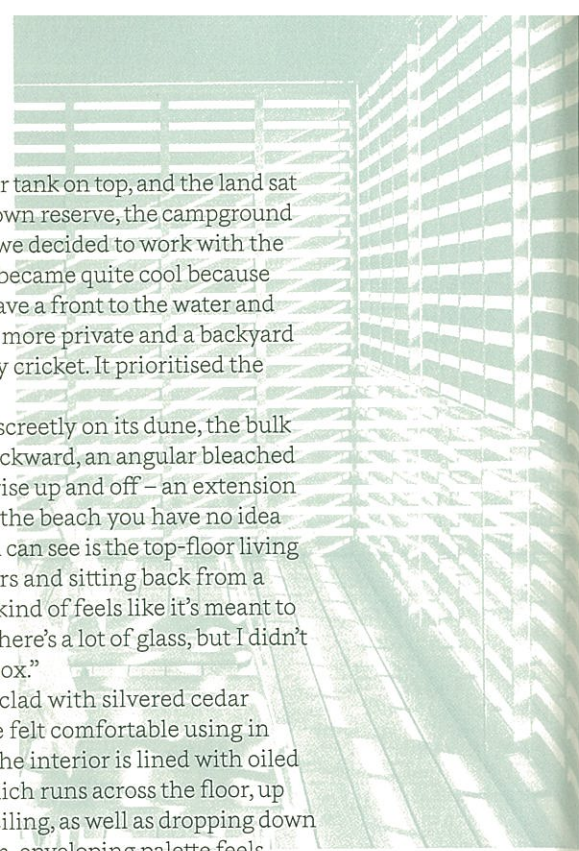 r tank on top, and the land sat
own reserve, the campground
we decided to work with the
became quite cool because
ave a front to the water and
more private and a backyard
y cricket. It prioritised the
screetly on its dune, the bulk
ckward, an angular bleached
rise up and off – an extension
the beach you have no idea
can see is the top-floor living
rs and sitting back from a
kind of feels like it’s meant to
here’s a lot of glass, but I didn’t
ox.”
clad with silvered cedar
e felt comfortable using in
he interior is lined with oiled
ich runs across the floor, up
iling, as well as dropping down
enveloping palette feels